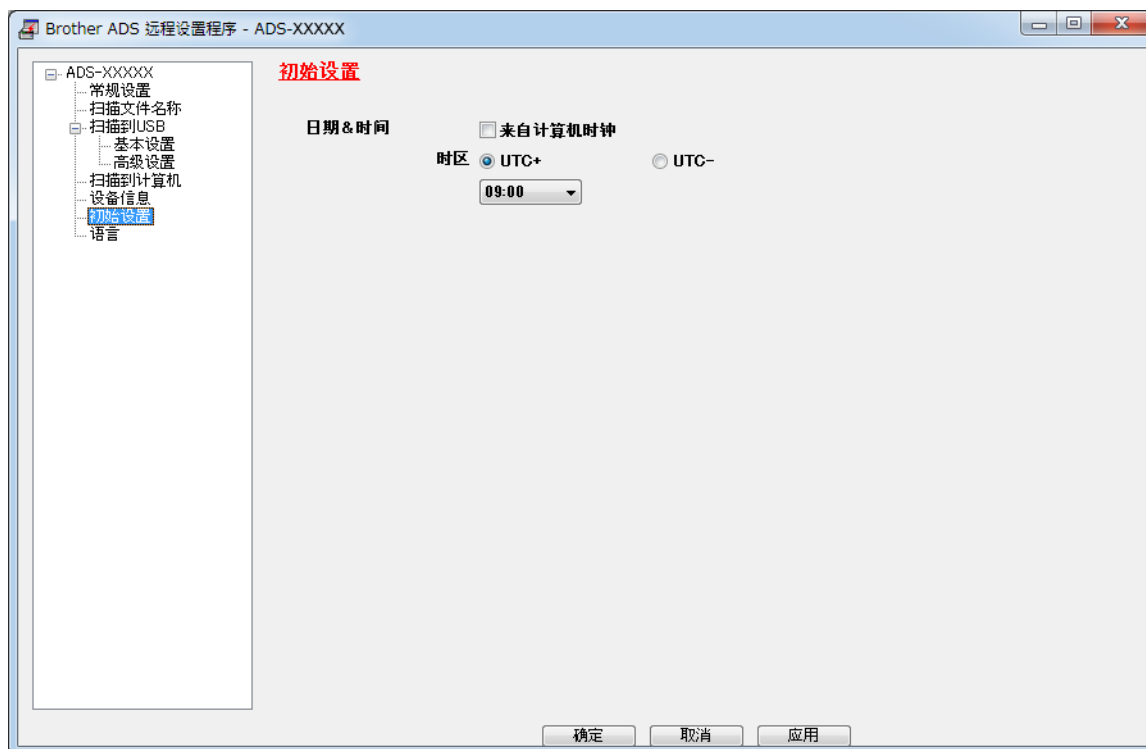 Brother ADS 远程设置程序 - ADS-XXXXX
ADS-XXXXX
常规设置
扫描文件名称
扫描到USB
基本设置
高级设置
扫描到计算机
设备信息
初始设置
语言
初始设置
日期&时间 来自计算机时钟
时区 UTC+ UTC-
09:00
确定 取消 应用